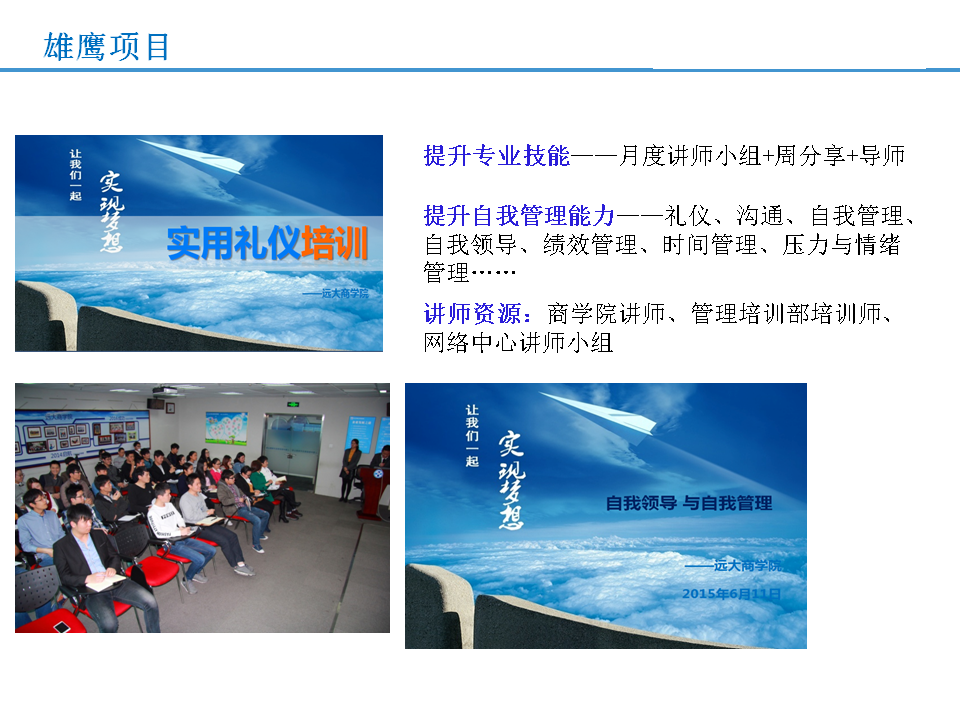 雄鹰项目
让我们一起
实现梦想
实用礼仪培训
——远大商学院
提升专业技能——月度讲师小组+周分享+导师
提升自我管理能力——礼仪、沟通、自我管理、
自我领导、绩效管理、时间管理、压力与情绪
管理……
讲师资源：商学院讲师、管理培训部培训师、
网络中心讲师小组
让我们一起
实现梦想
自我领导 与自我管理
——远大商学院
2015年6月11日